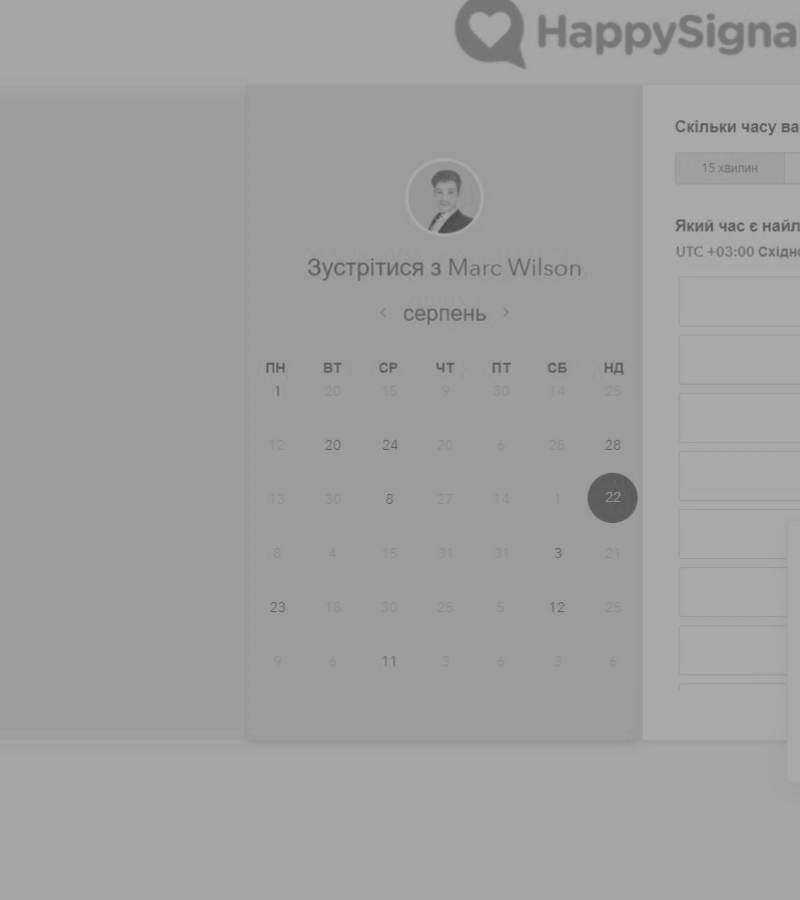 HappySigna
Зустрітися з Marc Wilson
серпень
ПН ВТ СР ЧТ ПТ СБ НД
1 20 15 9 30 14 25
12 20 24 20 6 28 28
13 30 8 27 14 1 22
8 4 15 31 31 3 21
23 18 30 25 5 12 25
9 6 11 3 6 3 6
Скільки часу ва
15 хвилин
Який час є найл
UTC +03:00 Східно